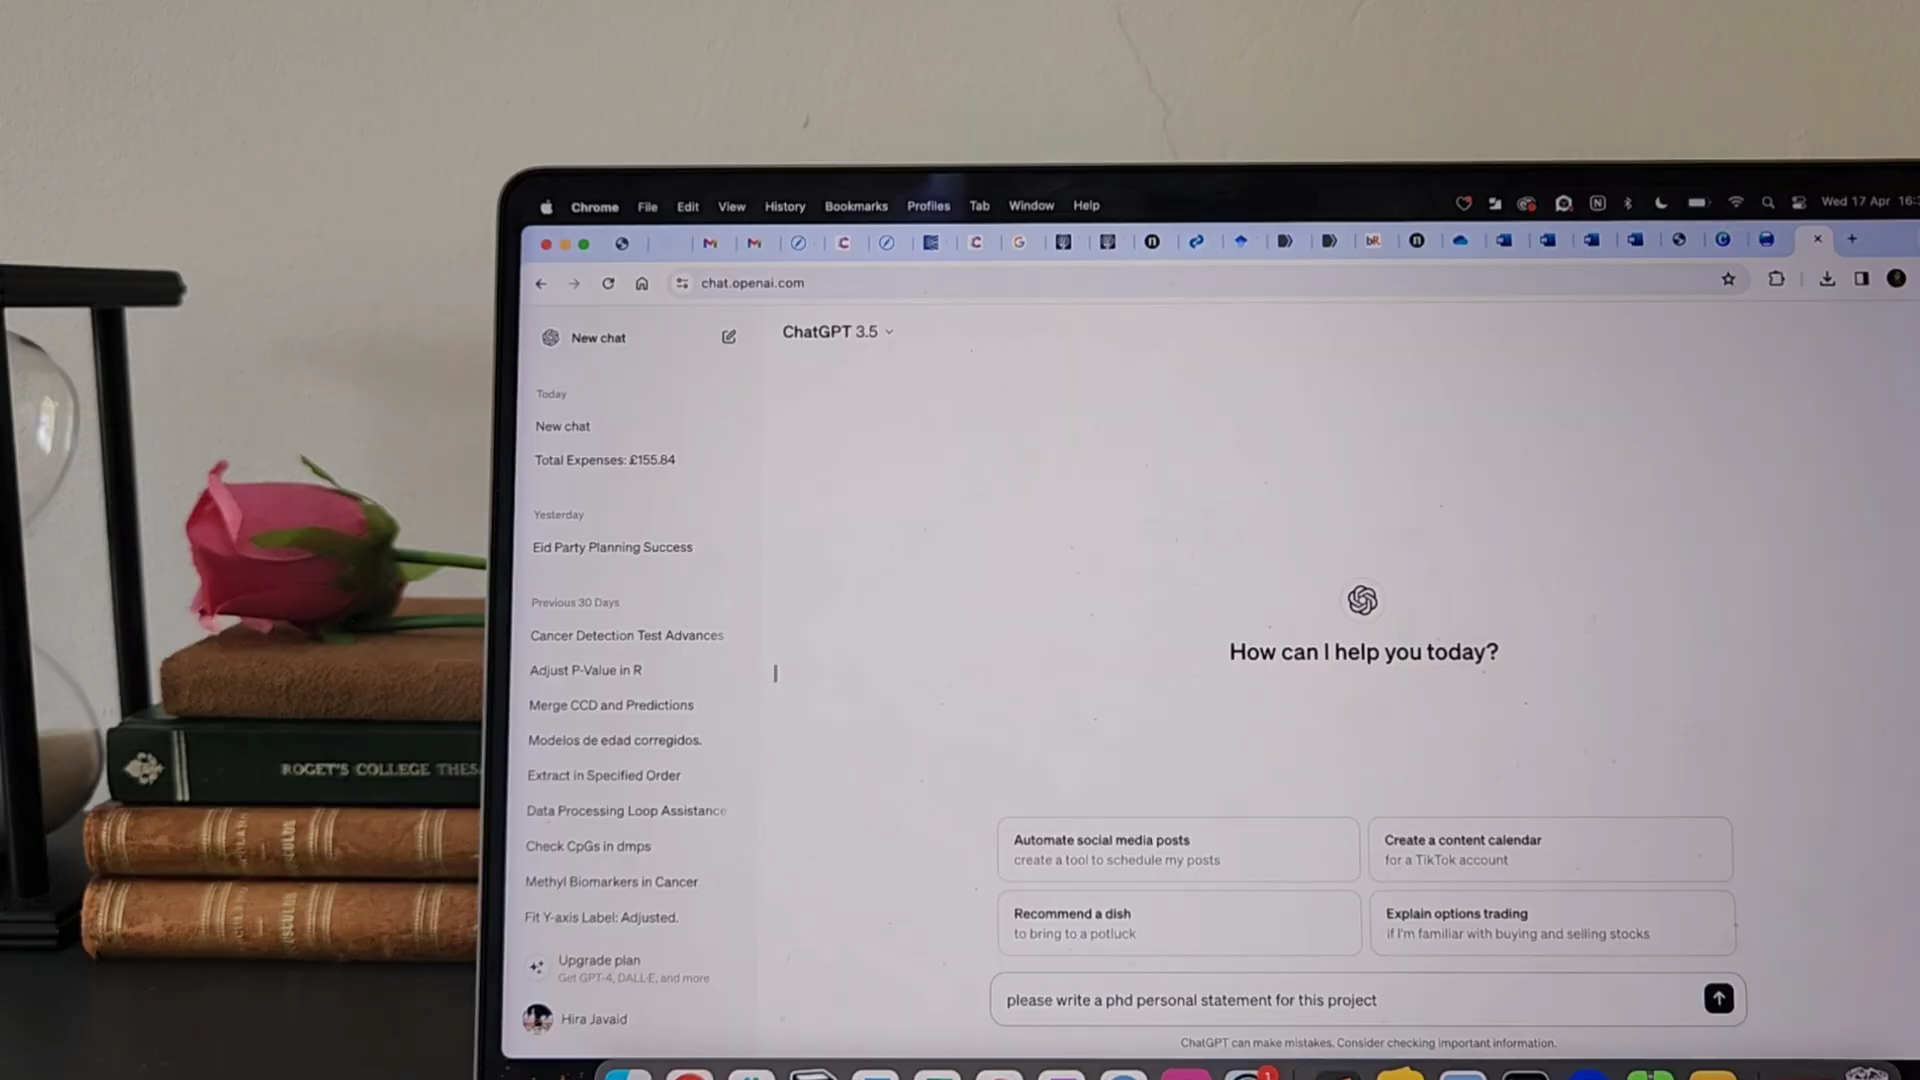 Chrome File Edit View History Bookmarks Profiles Tab Window Help
Wed 17 Apr 16:
chat.openai.com
New chat
ChatGPT 3.5
Today
New chat
Total Expenses: £155.84
Yesterday
Eid Party Planning Success
Previous 30 Days
Cancer Detection Test Advances
Adjust P-Value in R
Merge CCD and Predictions
Modelos de edad corregidos.
Extract in Specified Order
Data Processing Loop Assistance
Check CpGs in dmps
Methyl Biomarkers in Cancer
Fit Y-axis Label: Adjusted.
Upgrade plan
Get GPT-4, DALL·E, and more
Hira Javaid
How can I help you today?
Automate social media posts
create a tool to schedule my posts
Create a content calendar
for a TikTok account
Recommend a dish
to bring to a potluck
Explain options trading
if I'm familiar with buying and selling stocks
please write a phd personal statement for this project
ChatGPT can make mistakes. Consider checking important information.
ROGET'S COLLEGE THES